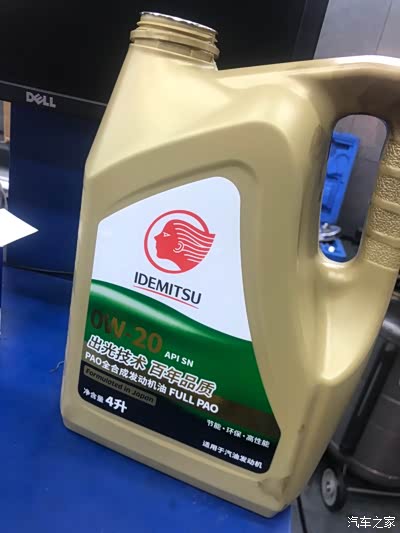 DELL
IDEMITSU
0W-20 API SN
出光技术 百年品质
PAO全合成发动机油 FULL PAO
Formulated in Japan
节能·环保·高性能
净含量 4升
适用于汽油发动机
汽车之家